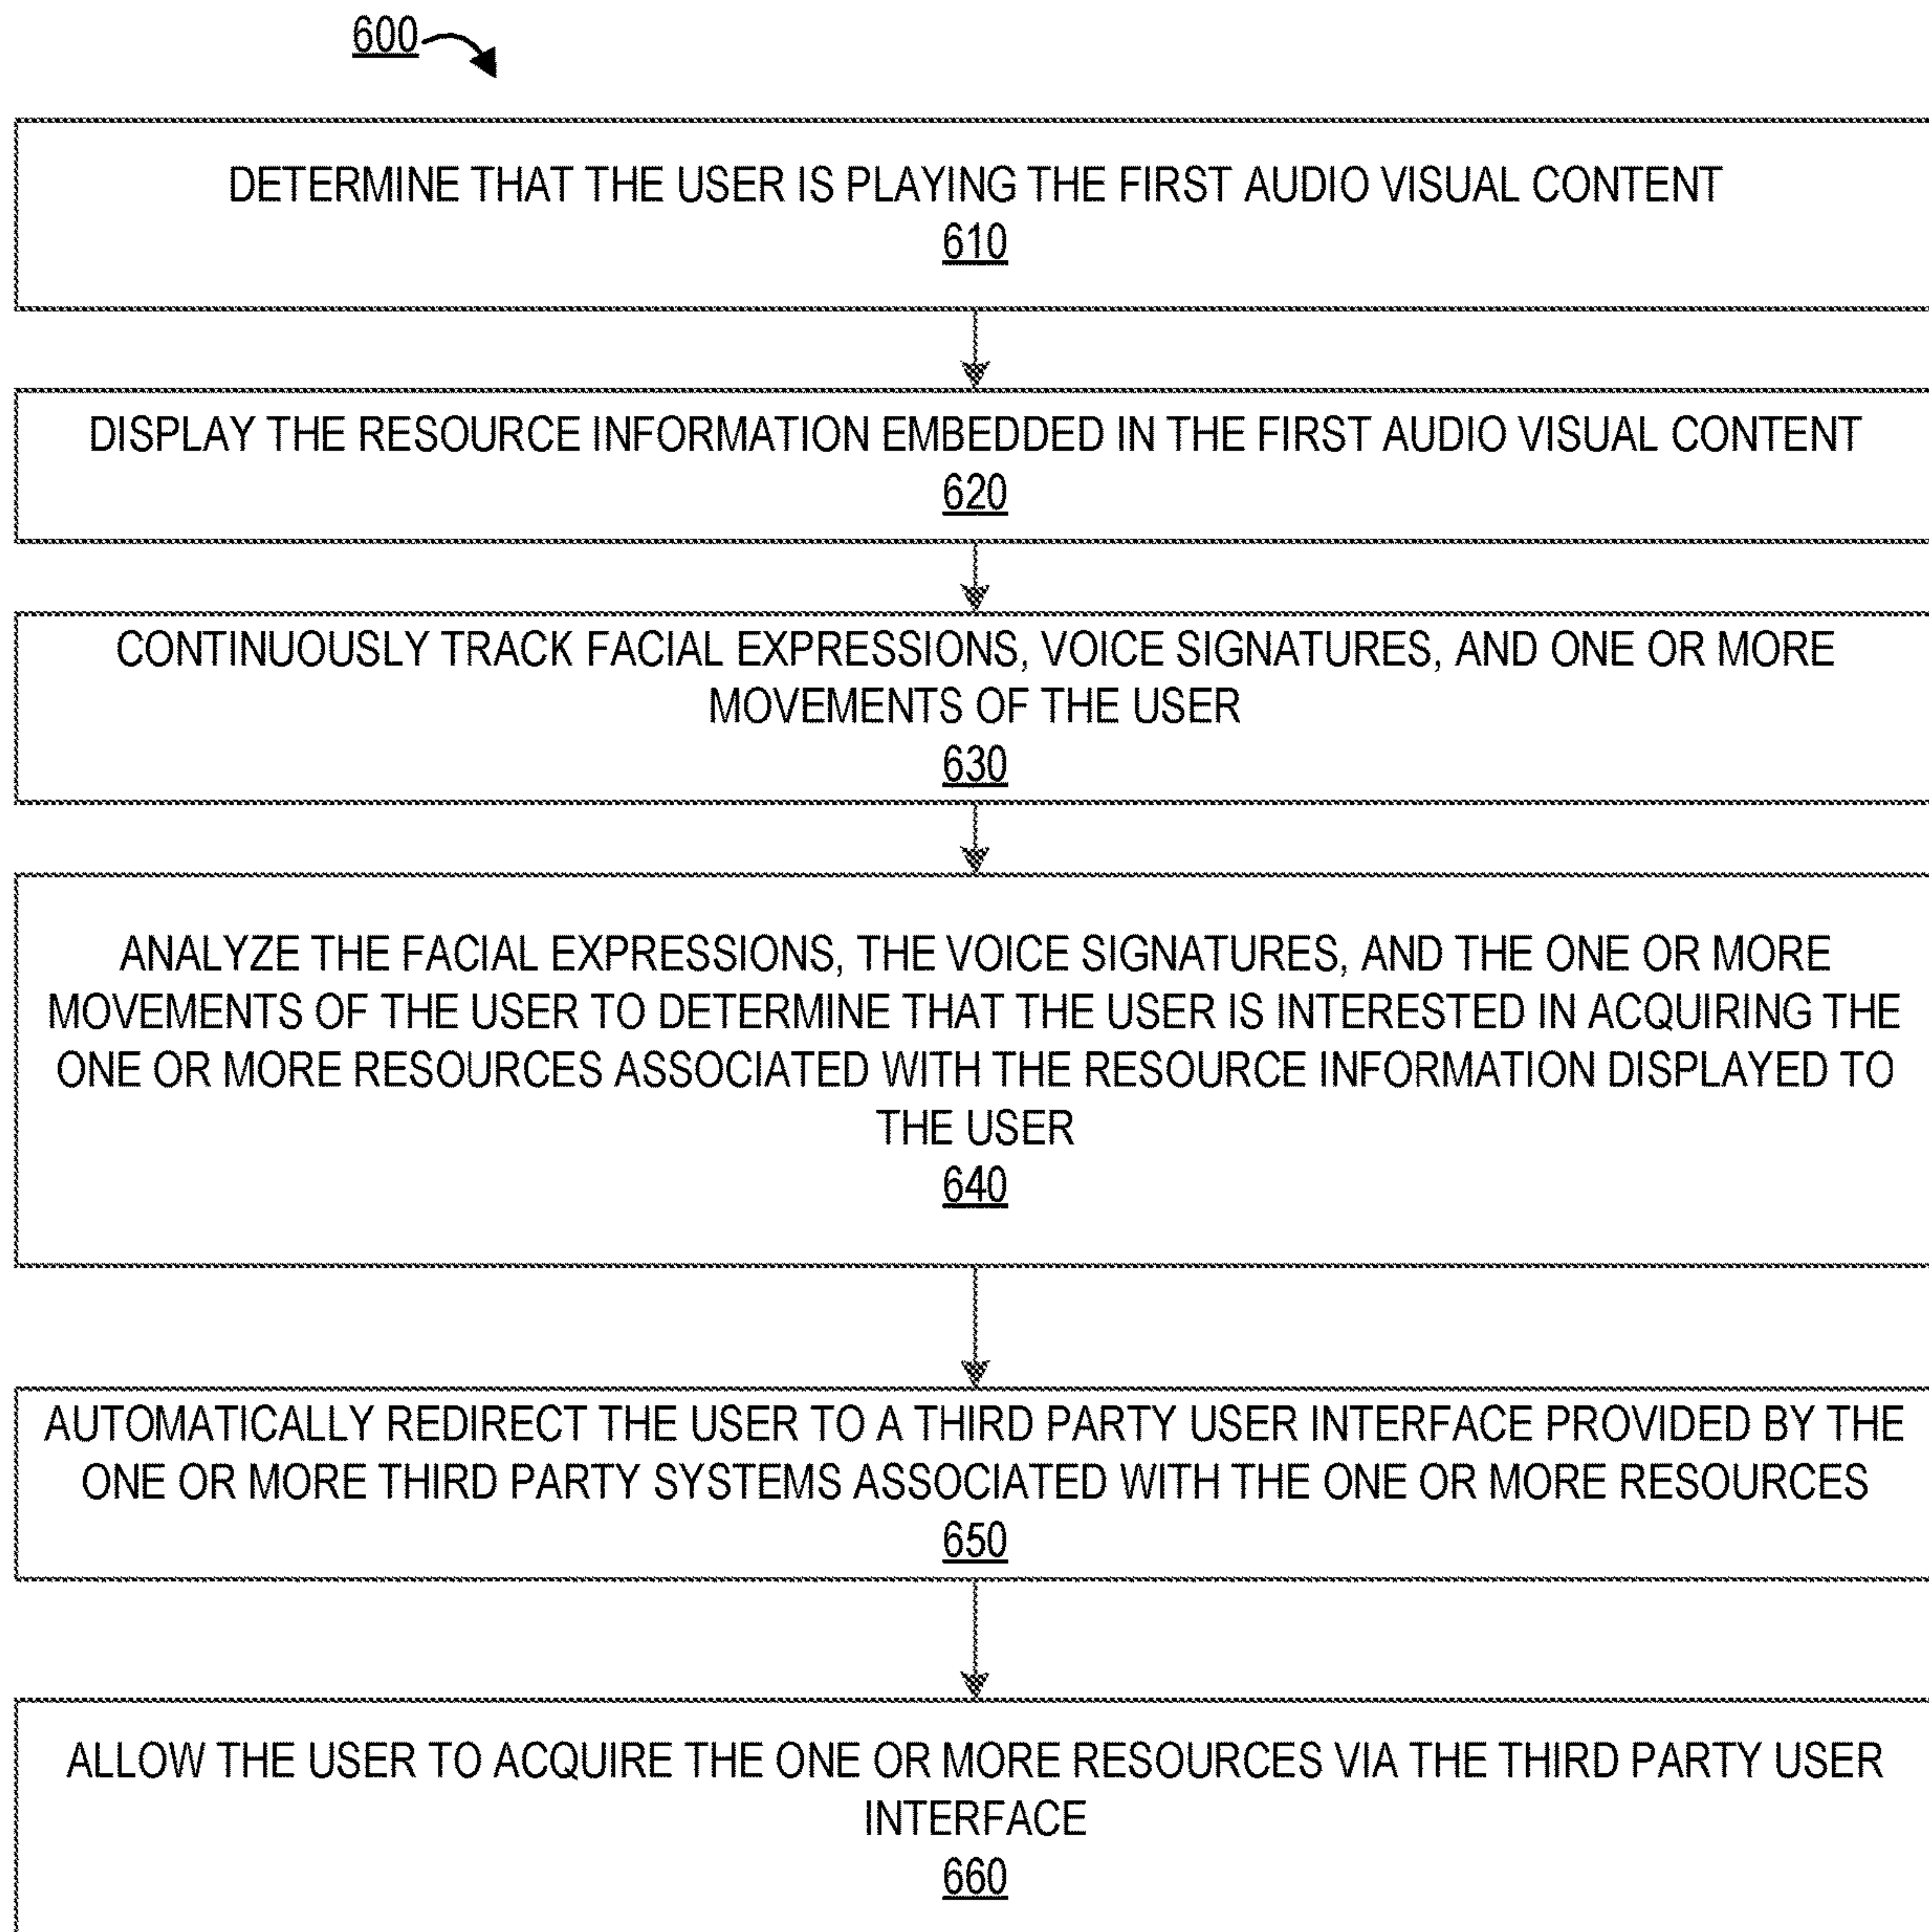 600
DETERMINE THAT THE USER IS PLAYING THE FIRST AUDIO VISUAL CONTENT
610
DISPLAY THE RESOURCE INFORMATION EMBEDDED IN THE FIRST AUDIO VISUAL CONTENT
620
CONTINUOUSLY TRACK FACIAL EXPRESSIONS, VOICE SIGNATURES, AND ONE OR MORE
MOVEMENTS OF THE USER
630
ANALYZE THE FACIAL EXPRESSIONS, THE VOICE SIGNATURES, AND THE ONE OR MORE
MOVEMENTS OF THE USER TO DETERMINE THAT THE USER IS INTERESTED IN ACQUIRING THE
ONE OR MORE RESOURCES ASSOCIATED WITH THE RESOURCE INFORMATION DISPLAYED TO
THE USER
640
AUTOMATICALLY REDIRECT THE USER TO A THIRD PARTY USER INTERFACE PROVIDED BY THE
ONE OR MORE THIRD PARTY SYSTEMS ASSOCIATED WITH THE ONE OR MORE RESOURCES
650
ALLOW THE USER TO ACQUIRE THE ONE OR MORE RESOURCES VIA THE THIRD PARTY USER
INTERFACE
660